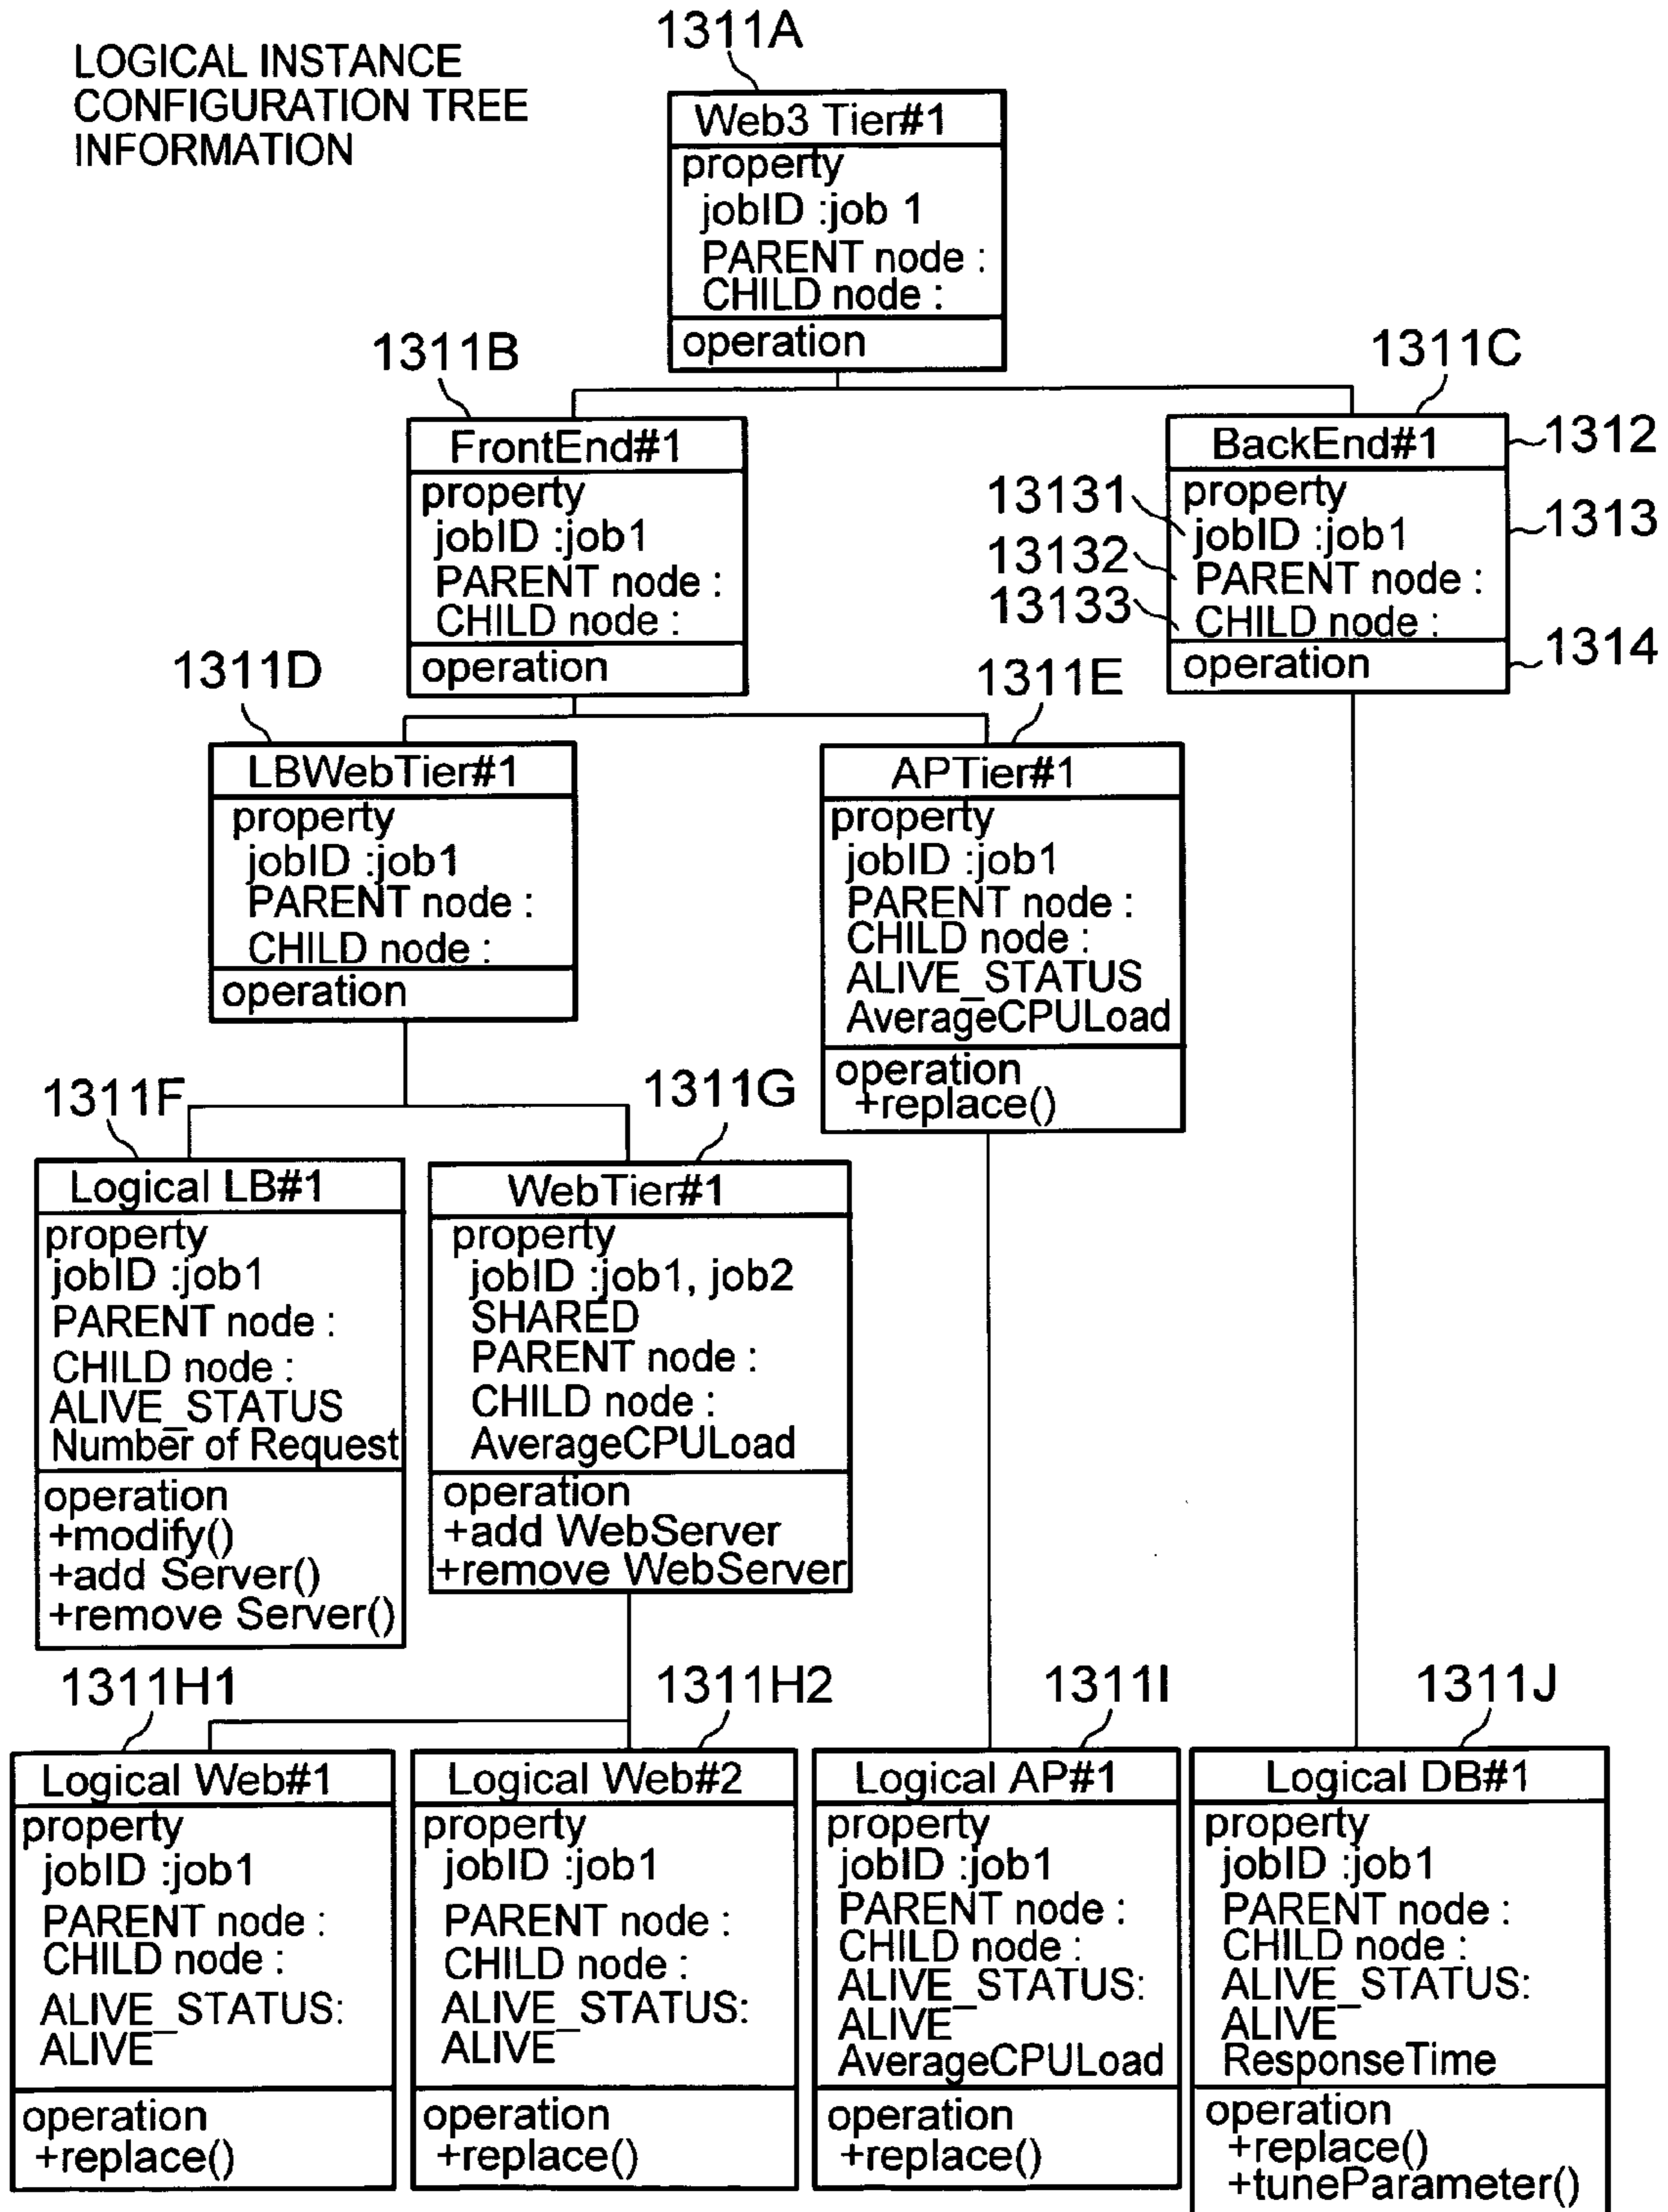 LOGICAL INSTANCE
CONFIGURATION TREE
INFORMATION
1311A
Web3 Tier#1
property
jobID :job 1
PARENT node :
CHILD node :
operation
1311B
FrontEnd#1
property
jobID :job1
PARENT node :
CHILD node :
operation
1311C
BackEnd#1
1312
property
1313
13131
jobID :job1
13132
PARENT node :
13133
CHILD node :
operation
1314
1311D
LBWebTier#1
property
jobID :job1
PARENT node :
CHILD node :
operation
1311E
APTier#1
property
jobID :job1
PARENT node :
CHILD node :
ALIVE_STATUS
AverageCPULoad
operation
+replace()
1311F
Logical LB#1
property
jobID :job1
PARENT node :
CHILD node :
ALIVE_STATUS
Number of Request
operation
+modify()
+add Server()
+remove Server()
1311G
WebTier#1
property
jobID :job1, job2
SHARED
PARENT node :
CHILD node :
AverageCPULoad
operation
+add WebServer
+remove WebServer
1311H1
Logical Web#1
property
jobID :job1
PARENT node :
CHILD node :
ALIVE_STATUS:
ALIVE
operation
+replace()
1311H2
Logical Web#2
property
jobID :job1
PARENT node :
CHILD node :
ALIVE_STATUS:
ALIVE
operation
+replace()
1311I
Logical AP#1
property
jobID :job1
PARENT node :
CHILD node :
ALIVE_STATUS:
ALIVE
AverageCPULoad
operation
+replace()
1311J
Logical DB#1
property
jobID :job1
PARENT node :
CHILD node :
ALIVE_STATUS:
ALIVE
ResponseTime
operation
+replace()
+tuneParameter()